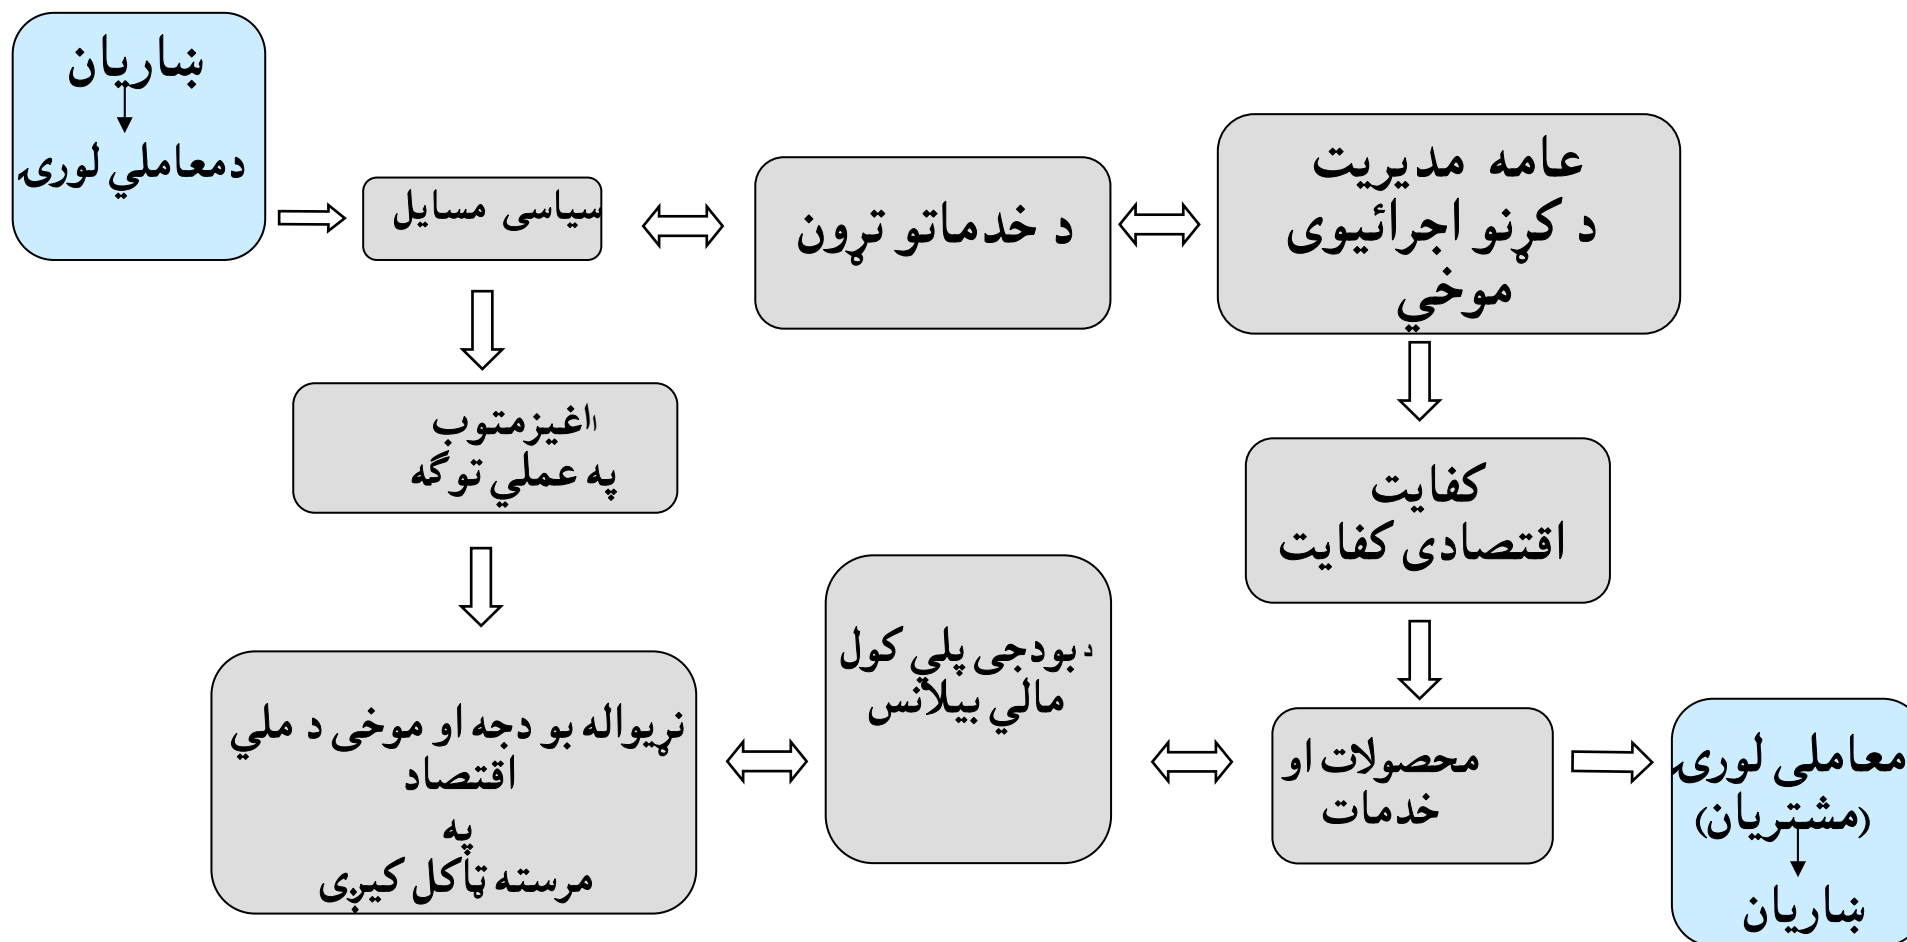 ښاریان
دمعاملي لوری
سیاسی مسایل
د خدماتو تړون
عامه مدیریت
د کړنو اجرائیوی
موخي
اغیزمتوب
په عملي توګه
کفایت
اقتصادی کفایت
د بودجی پلي کول
مالي بیلانس
نړیواله بو دجه او موخی د ملي
اقتصاد
په
مرسته ټاکل کیږی
محصولات او
خدمات
معاملی لوری
(مشتریان)
ښاریان